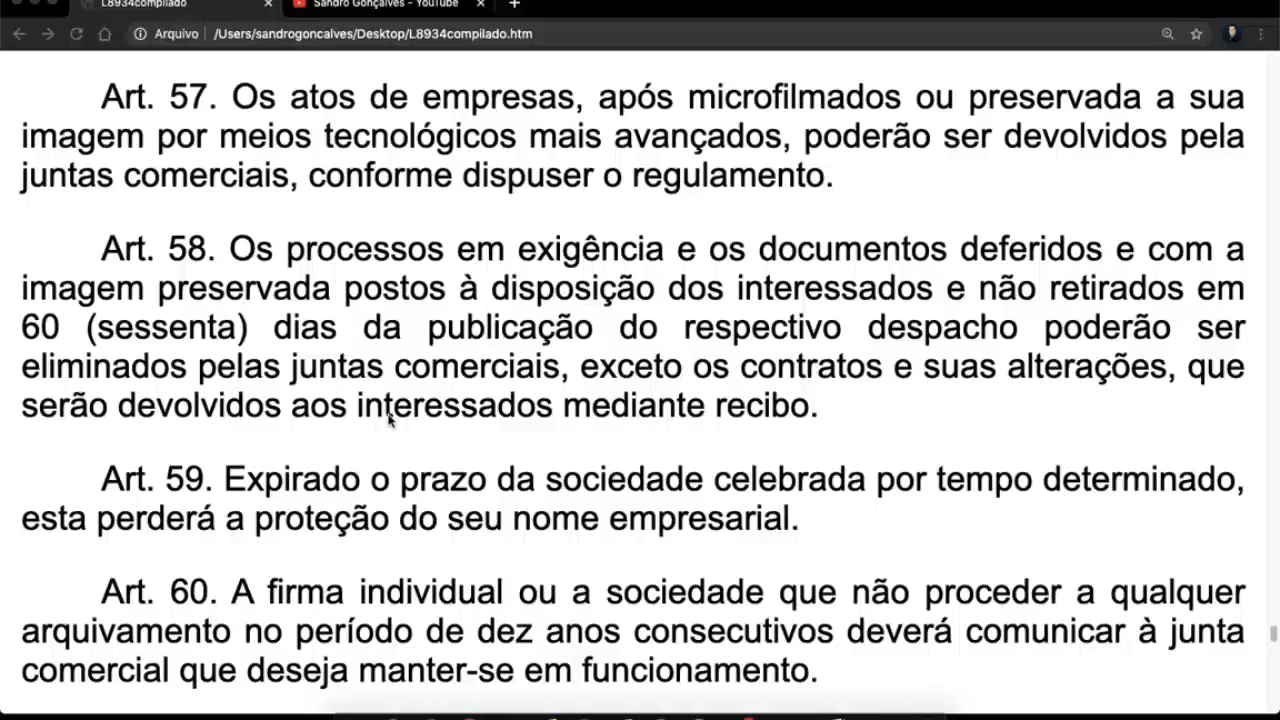 L8934compilado
Sandro Gonçalves - YouTube
Arquivo /Users/sandrogoncalves/Desktop/L8934compilado.htm
Art. 57. Os atos de empresas, após microfilmados ou preservada a sua
imagem por meios tecnológicos mais avançados, poderão ser devolvidos pela
juntas comerciais, conforme dispuser o regulamento.
Art. 58. Os processos em exigência e os documentos deferidos e com a
imagem preservada postos à disposição dos interessados e não retirados em
60 (sessenta) dias da publicação do respectivo despacho poderão ser
eliminados pelas juntas comerciais, exceto os contratos e suas alterações, que
serão devolvidos aos interessados mediante recibo.
Art. 59. Expirado o prazo da sociedade celebrada por tempo determinado,
esta perderá a proteção do seu nome empresarial.
Art. 60. A firma individual ou a sociedade que não proceder a qualquer
arquivamento no período de dez anos consecutivos deverá comunicar à junta
comercial que deseja manter-se em funcionamento.